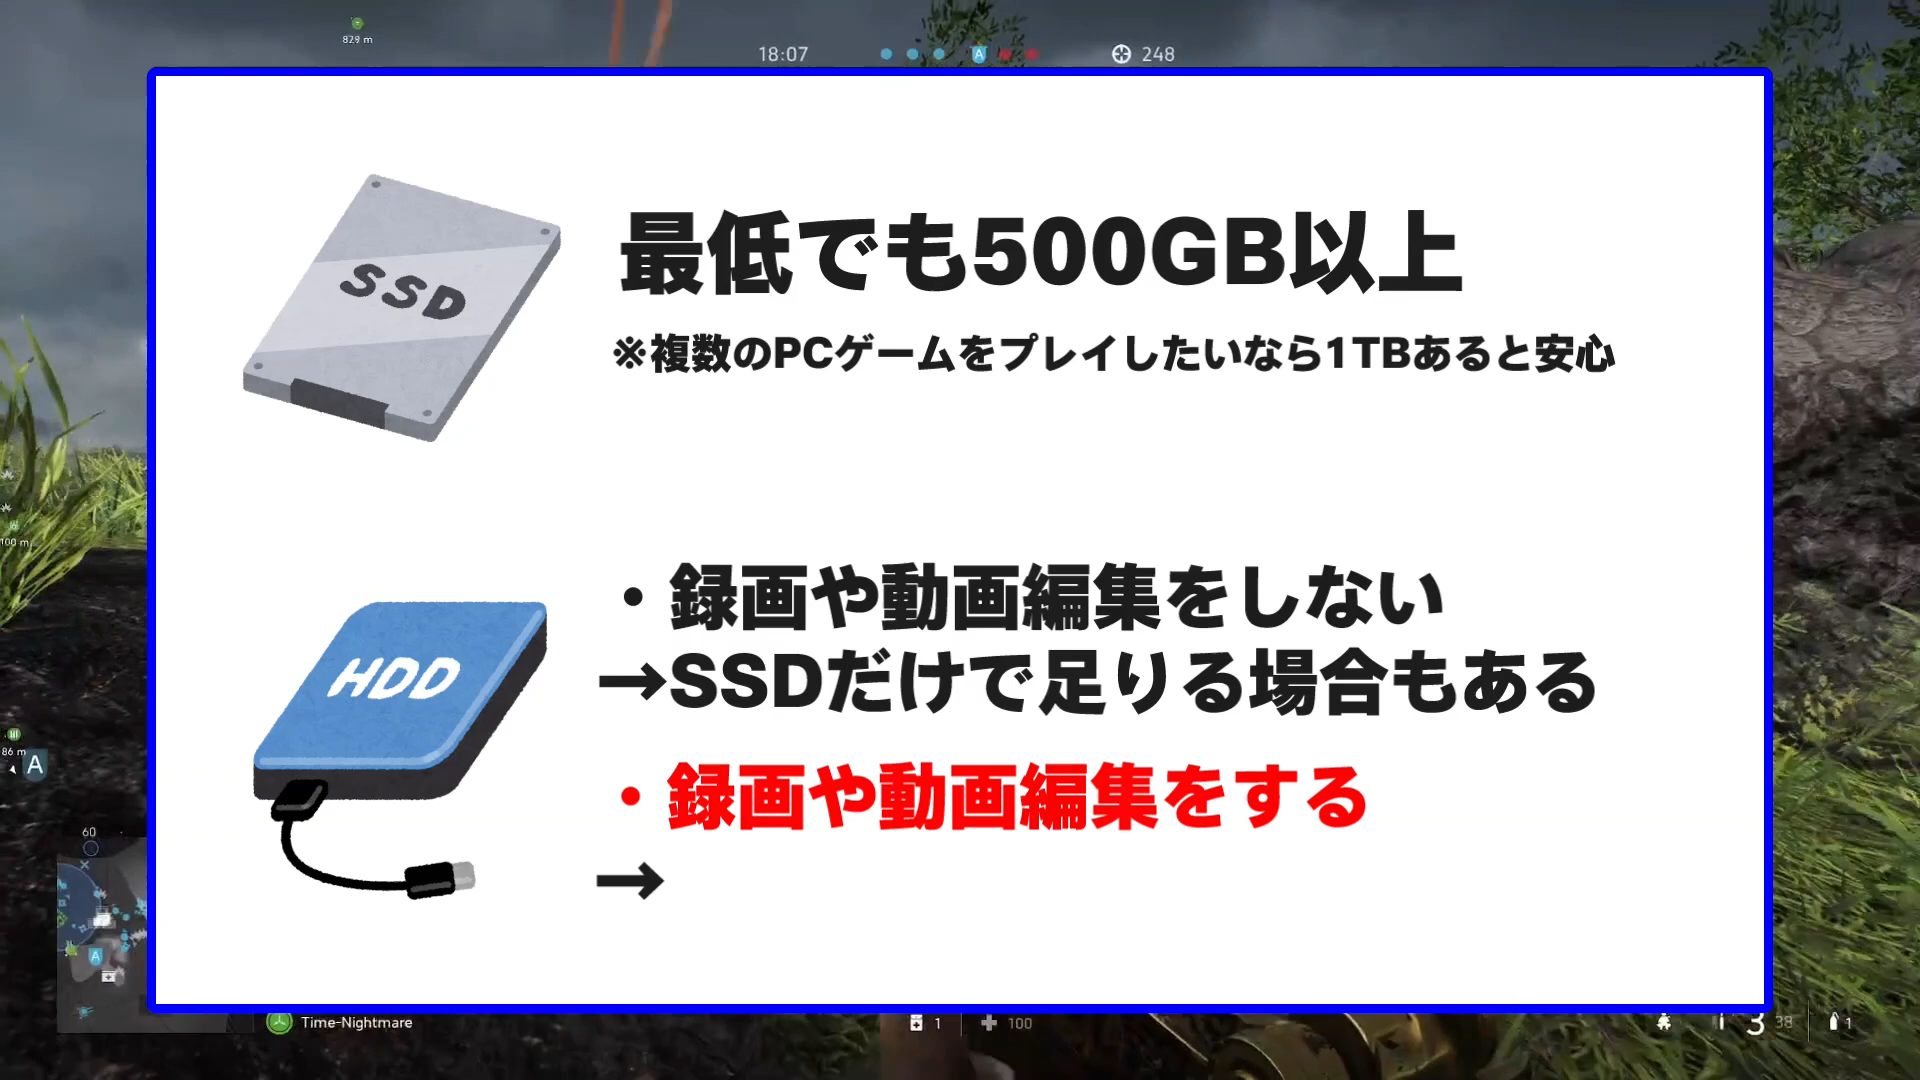 82.9 m
18:07
A
248
SSD
最低でも500GB以上
※複数のPCゲームをプレイしたいなら1TBあると安心
HDD
・録画や動画編集をしない
→SSDだけで足りる場合もある
・録画や動画編集をする
→
100 m
86 m
A
60
A
Time-Nightmare
1
100
3
38
1